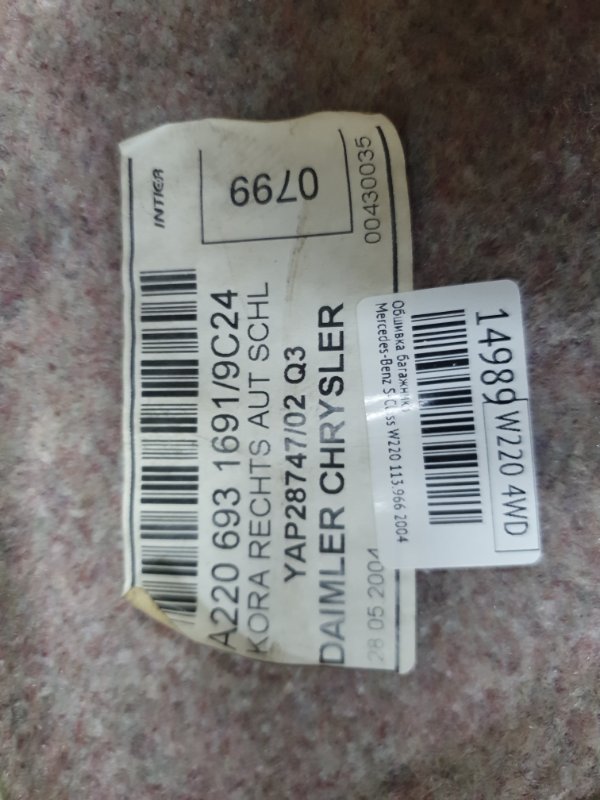 INTIER
0799
A220 693 1691/9C24
KORA RECHTS AUT SCHL
YAP28747/02 Q3
DAIMLER CHRYSLER
28 05 2004
00430035
Обшивка багажника
Mercedes-Benz S-Class W220 113.966 2004
14989
W220 4WD